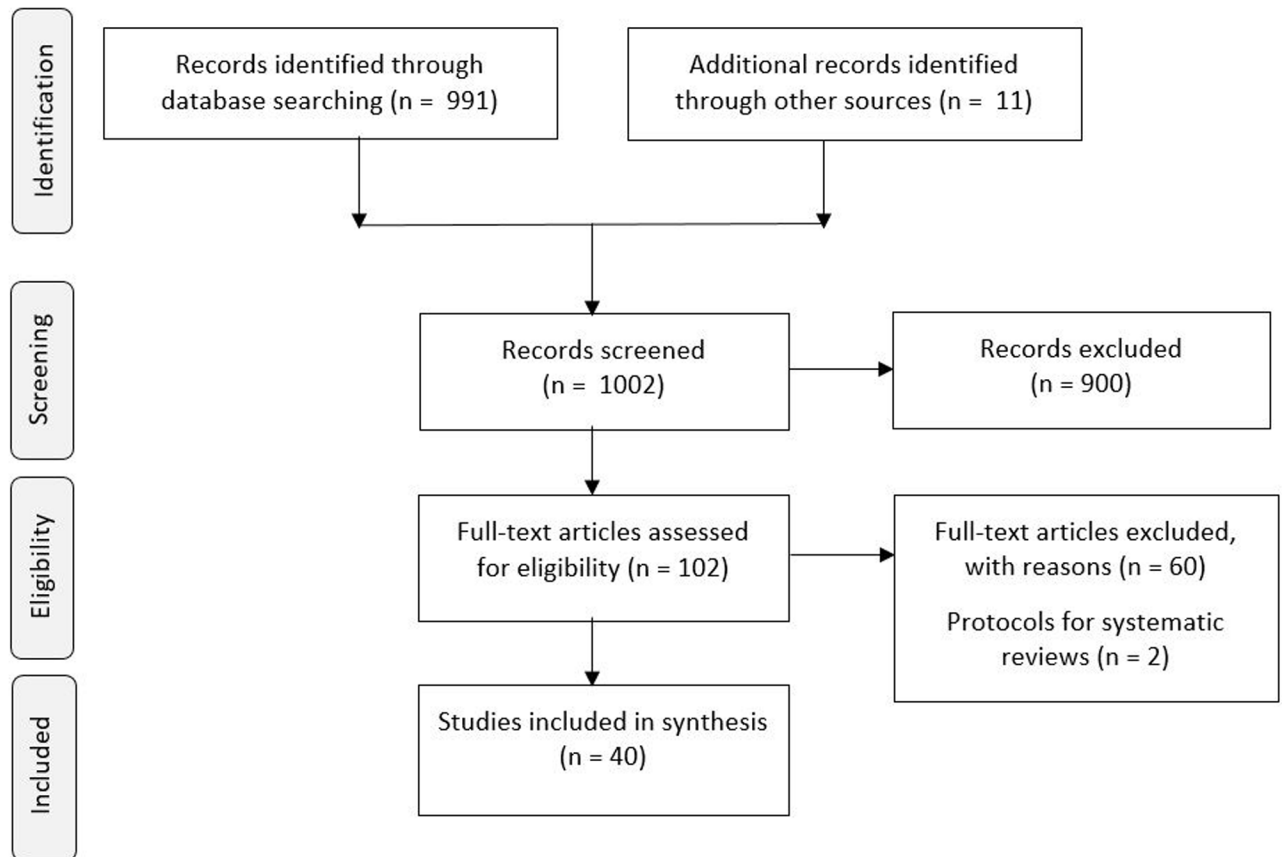 Identification
Records identified through
database searching (n =  991)
Additional records identified
through other sources (n =  11)
Screening
Records screened
(n =  1002)
Records excluded
(n = 900)
Eligibility
Full-text articles assessed
for eligibility (n = 102)
Full-text articles excluded,
with reasons (n = 60)
Protocols for systematic
reviews (n = 2)
Included
Studies included in synthesis
(n = 40)